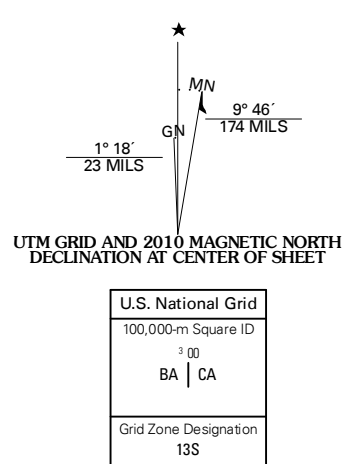 ★
MN
GN
9° 46´
174 MILS
1° 18´
23 MILS
UTM GRID AND 2010 MAGNETIC NORTH
DECLINATION AT CENTER OF SHEET
U.S. National Grid
100,000-m Square ID
3 00
BA | CA
Grid Zone Designation
13S